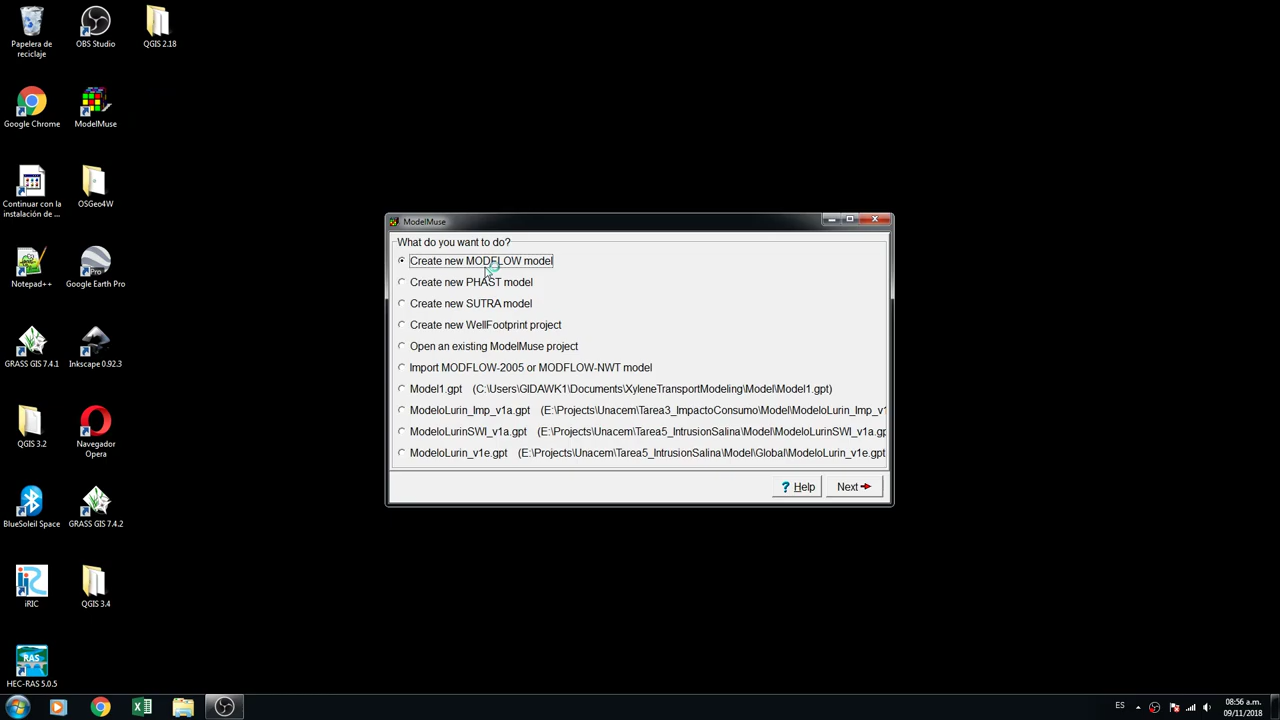 Papelera de
reciclaje
OBS Studio
QGIS 2.18
Google Chrome
ModelMuse
Continuar con la
instalación de ...
OSGeo4W
Notepad++
Google Earth Pro
GRASS GIS 7.4.1
Inkscape 0.92.3
QGIS 3.2
Navegador
Opera
BlueSoleil Space
GRASS GIS 7.4.2
iRIC
QGIS 3.4
RAS
HEC-RAS 5.0.5
ModelMuse
What do you want to do?
Create new MODFLOW model
Create new PHAST model
Create new SUTRA model
Create new WellFootprint project
Open an existing ModelMuse project
Import MODFLOW-2005 or MODFLOW-NWT model
Model1.gpt (C:\Users\GIDAWK1\Documents\XyleneTransportModeling\Model\Model1.gpt)
ModeloLurin_Imp_v1a.gpt (E:\Projects\Unacem\Tarea3_ImpactoConsumo\Model\ModeloLurin_Imp_v1
ModeloLurinSWI_v1a.gpt (E:\Projects\Unacem\Tarea5_IntrusionSalina\Model\ModeloLurinSWI_v1a.gp
ModeloLurin_v1e.gpt (E:\Projects\Unacem\Tarea5_IntrusionSalina\Model\Global\ModeloLurin_v1e.gpt
? Help
Next
ES
08:56 a.m.
09/11/2018